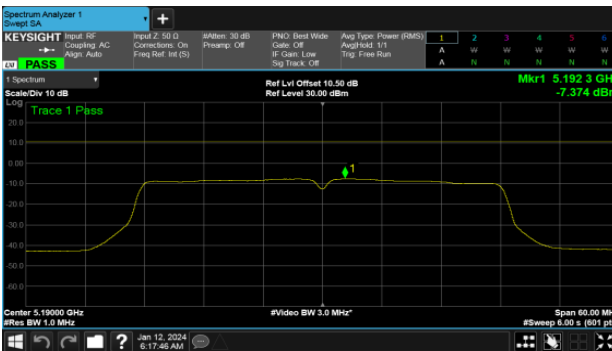 Spectrum Analyzer 1
Swept SA
KEYSIGHT
Input: RF
Coupling: AC
Align: Auto
Input Z: 50 Ω
Corrections: On
Freq Ref: Int (S)
#Atten: 30 dB
Preamp: Off
PNO: Best Wide
Gate: Off
IF Gain: Low
Sig Track: Off
Avg Type: Power (RMS)
Avg|Hold: 1/1
Trig: Free Run
1 2 3 4 5 6
A W W W W W
A N N N N N
LXI PASS
1 Spectrum
Scale/Div 10 dB
Ref Lvl Offset 10.50 dB
Ref Level 30.00 dBm
Mkr1 5.192 3 GH
-7.374 dBr
Log
Trace 1 Pass
20.0
10.0
0.00
-10.0
-20.0
-30.0
-40.0
-50.0
-60.0
1
Center 5.19000 GHz
#Res BW 1.0 MHz
#Video BW 3.0 MHz*
Span 60.00 MH
#Sweep 6.00 s (601 pt
Jan 12, 2024
6:17:46 AM